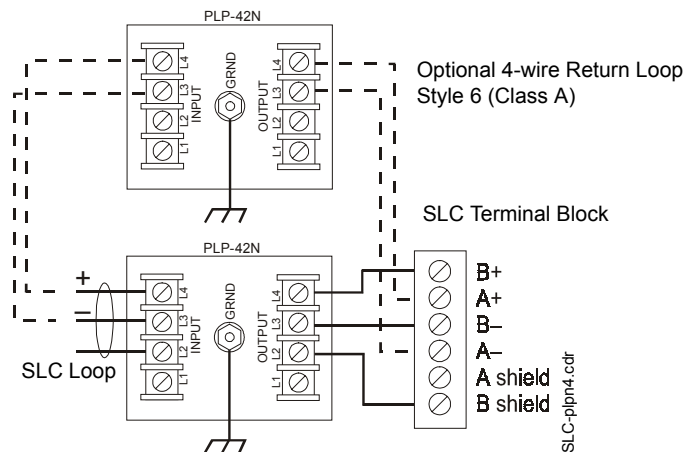 PLP-42N
L4
L3
L2
L1
INPUT
GRND
OUTPUT
L4
L3
L2
L1
Optional 4-wire Return Loop
Style 6 (Class A)
SLC Terminal Block
PLP-42N
+
–
SLC Loop
L4
L3
L2
L1
INPUT
GRND
OUTPUT
L4
L3
L2
L1
B+
A+
B–
A–
A shield
B shield
SLC-plpn4.cdr